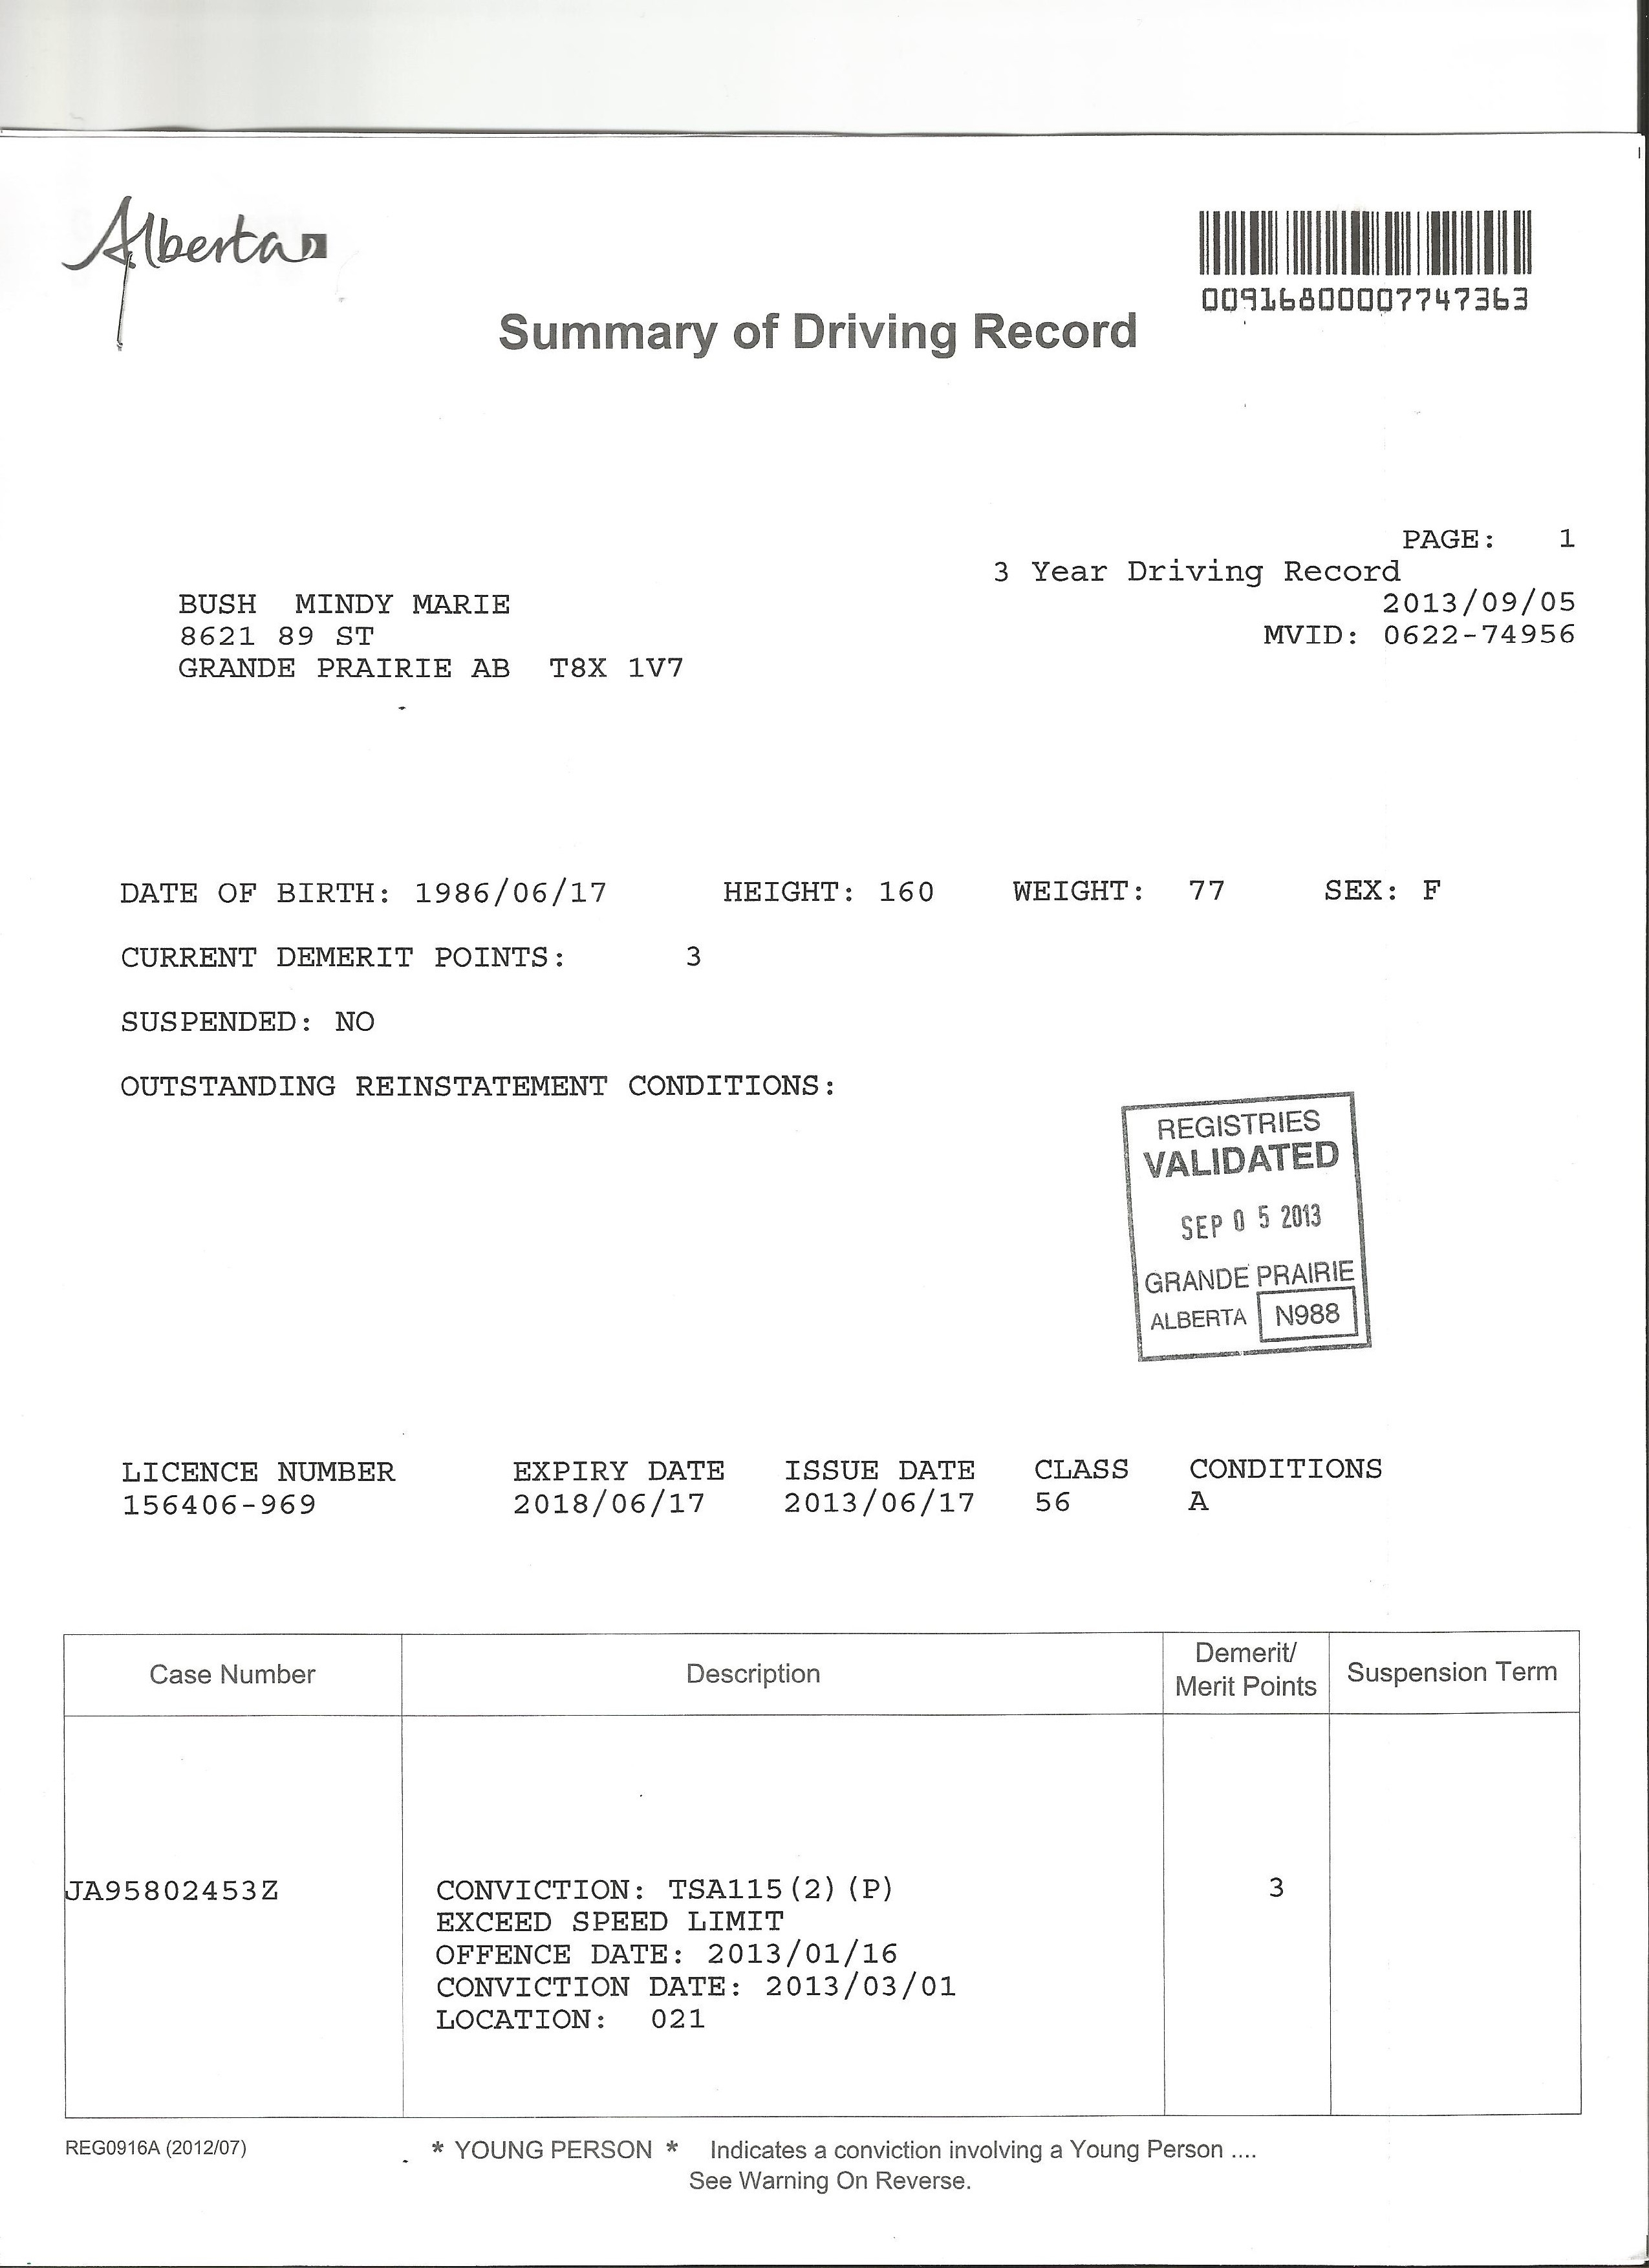 Alberta
00916800007747363
Summary of Driving Record
PAGE: 1
3 Year Driving Record
BUSH MINDY MARIE 2013/09/05
8621 89 ST MVID: 0622-74956
GRANDE PRAIRIE AB T8X 1V7
DATE OF BIRTH: 1986/06/17 HEIGHT: 160 WEIGHT: 77 SEX: F
CURRENT DEMERIT POINTS: 3
SUSPENDED: NO
OUTSTANDING REINSTATEMENT CONDITIONS:
REGISTRIES
VALIDATED
SEP 05 2013
GRANDE PRAIRIE
ALBERTA N988
LICENCE NUMBER EXPIRY DATE ISSUE DATE CLASS CONDITIONS
156406-969 2018/06/17 2013/06/17 56 A
Case Number Description Demerit/ Merit Points Suspension Term
JA95802453Z CONVICTION: TSA115(2)(P) 3
EXCEED SPEED LIMIT
OFFENCE DATE: 2013/01/16
CONVICTION DATE: 2013/03/01
LOCATION: 021
REG0916A (2012/07) * YOUNG PERSON * Indicates a conviction involving a Young Person ....
See Warning On Reverse.